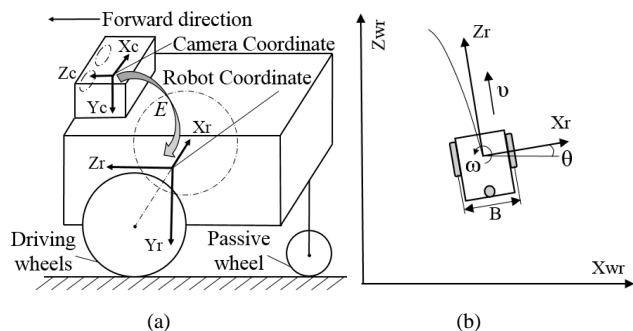 Forward direction
Xc
Camera Coordinate
Zc
Robot Coordinate
Yc
E
Xr
Zr
Driving
wheels
Yr
Passive
wheel
(a)
Zwr
Zr
υ
Xr
ω
θ
B
Xwr
(b)